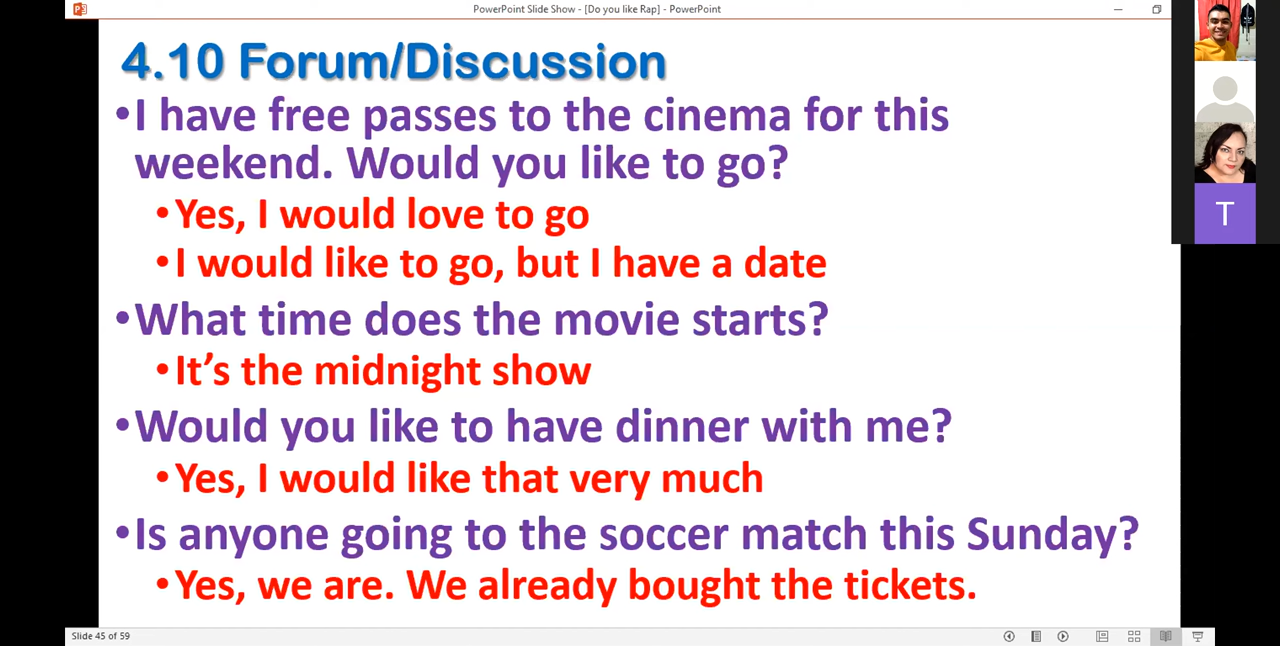 PowerPoint Slide Show - [Do you like Rap] - PowerPoint
4.10 Forum/Discussion
•I have free passes to the cinema for this
weekend. Would you like to go?
•Yes, I would love to go
•I would like to go, but I have a date
•What time does the movie starts?
•It's the midnight show
•Would you like to have dinner with me?
•Yes, I would like that very much
•Is anyone going to the soccer match this Sunday?
•Yes, we are. We already bought the tickets.
T
Slide 45 of 59